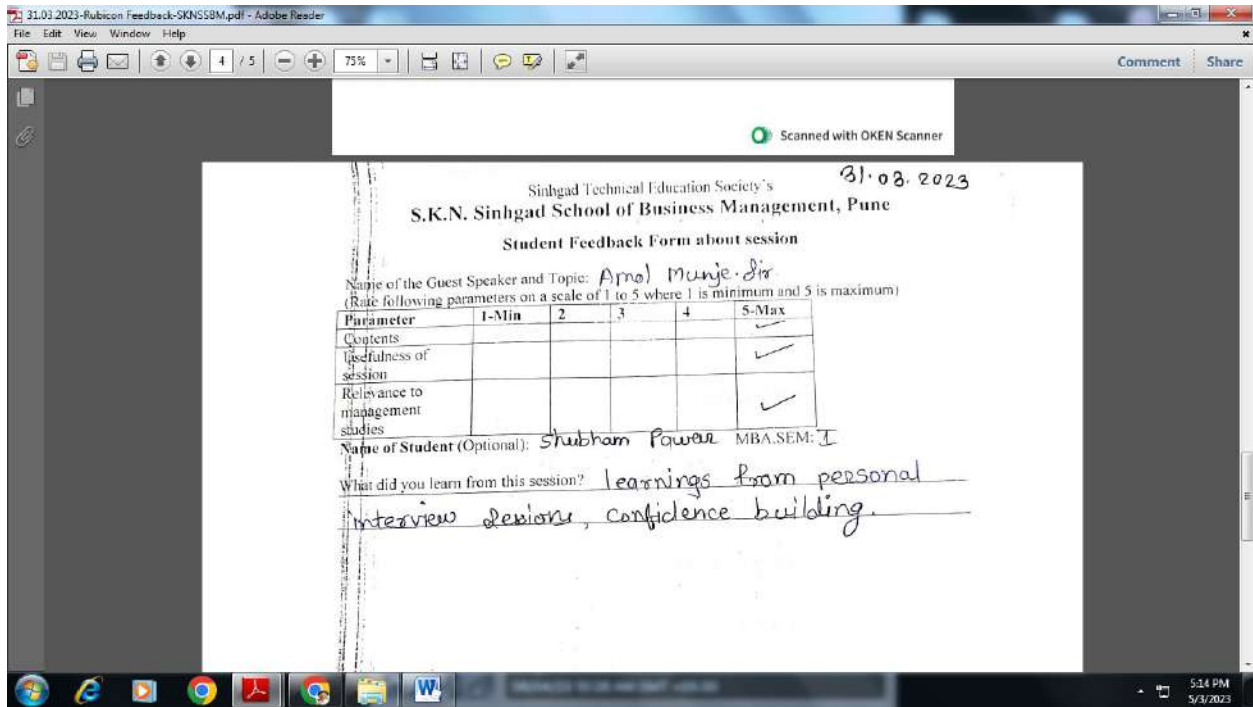 31.03.2023-Rubicon Feedback-SKNSSBM.pdf - Adobe Reader
File Edit View Window Help
4 / 5 75% Comment Share
Scanned with OKEN Scanner
31.03.2023
Sinhgad Technical Education Society's
S.K.N. Sinhgad School of Business Management, Pune
Student Feedback Form about session
Name of the Guest Speaker and Topic: Amol Munje. Sir
(Rate following parameters on a scale of 1 to 5 where 1 is minimum and 5 is maximum)
Parameter 1-Min 2 3 4 5-Max
Contents
Usefulness of
session
Relevance to
management
studies
Name of Student (Optional): Shubham Pawar MBA.SEM: I
What did you learn from this session? learnings from personal
interview sessions, confidence building.
5:14 PM
5/3/2023